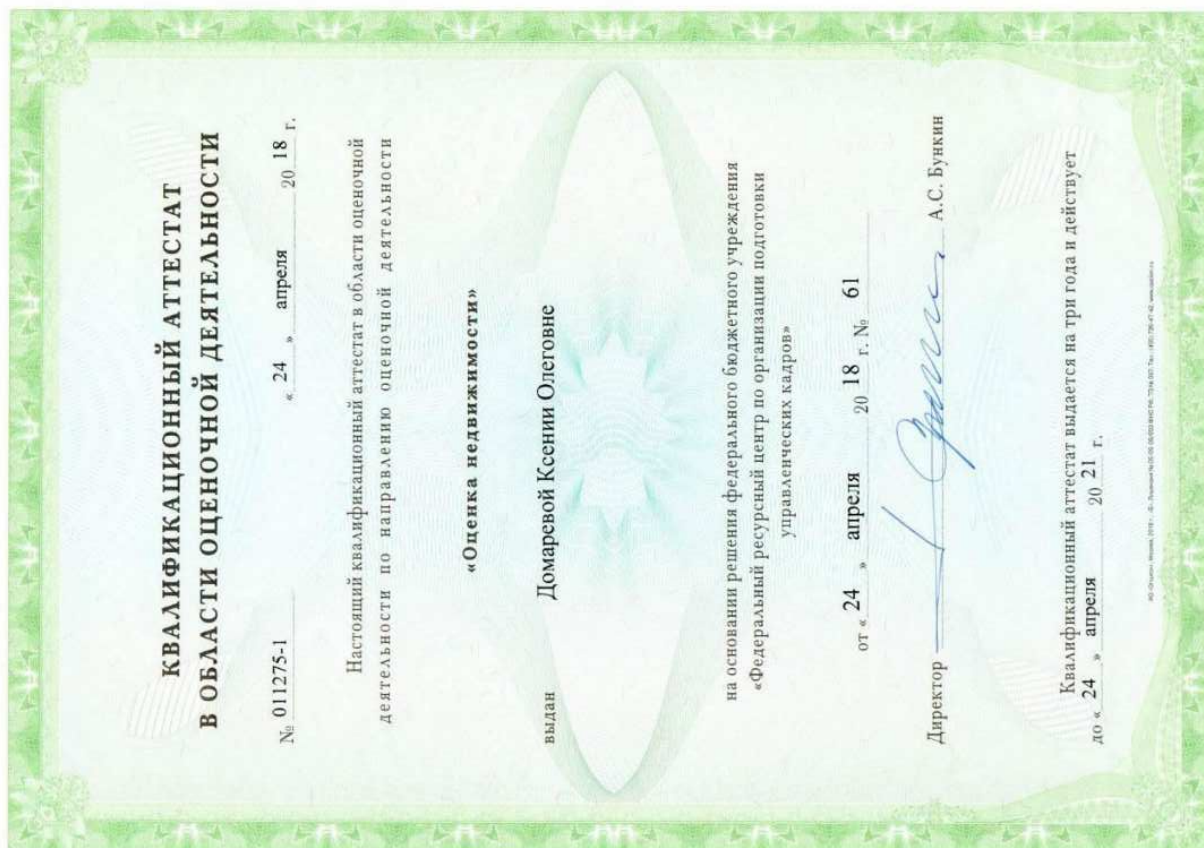 КВАЛИФИКАЦИОННЫЙ АТТЕСТАТ
В ОБЛАСТИ ОЦЕНОЧНОЙ ДЕЯТЕЛЬНОСТИ
№ 011275-1 « 24 » апреля 20 18 г.
Настоящий квалификационный аттестат в области оценочной
деятельности по направлению оценочной деятельности
«Оценка недвижимости»
выдан Домаревой Ксении Олеговне
на основании решения федерального бюджетного учреждения
«Федеральный ресурсный центр по организации подготовки
управленческих кадров»
от « 24 » апреля 20 18 г. № 61
Директор А.С. Бункин
Квалификационный аттестат выдается на три года и действует
до « 24 » апреля 20 21 г.